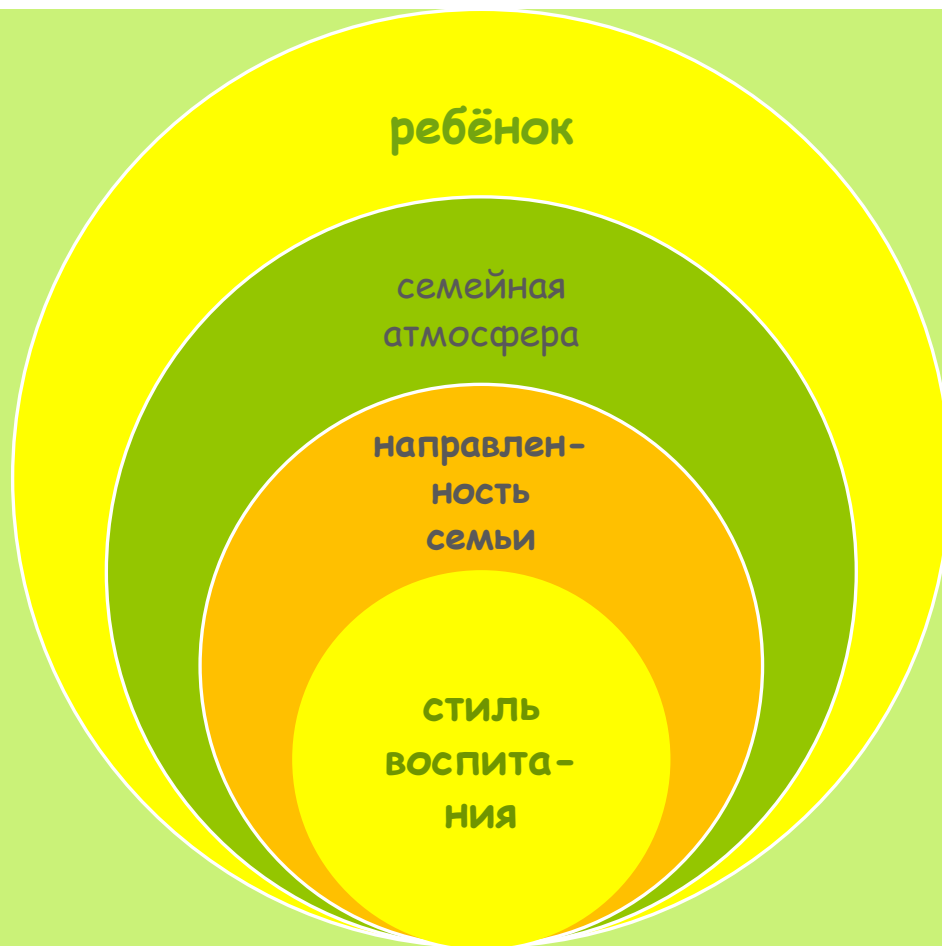 ребёнок
семейная
атмосфера
направлен-
ность
семьи
стиль
воспита-
ния